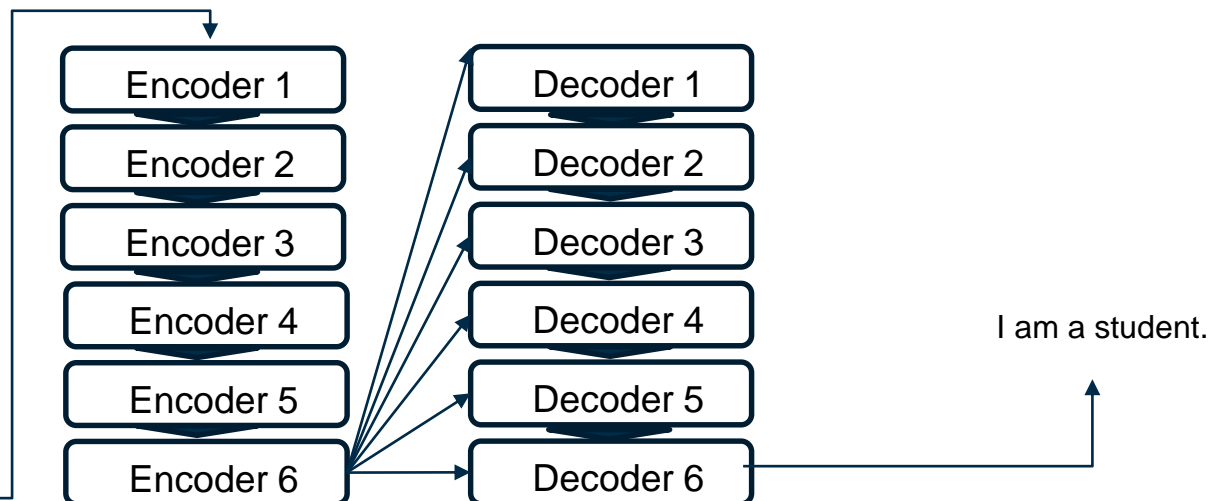 Encoder 1
Encoder 2
Encoder 3
Encoder 4
Encoder 5
Encoder 6
Decoder 1
Decoder 2
Decoder 3
Decoder 4
Decoder 5
Decoder 6
I am a student.